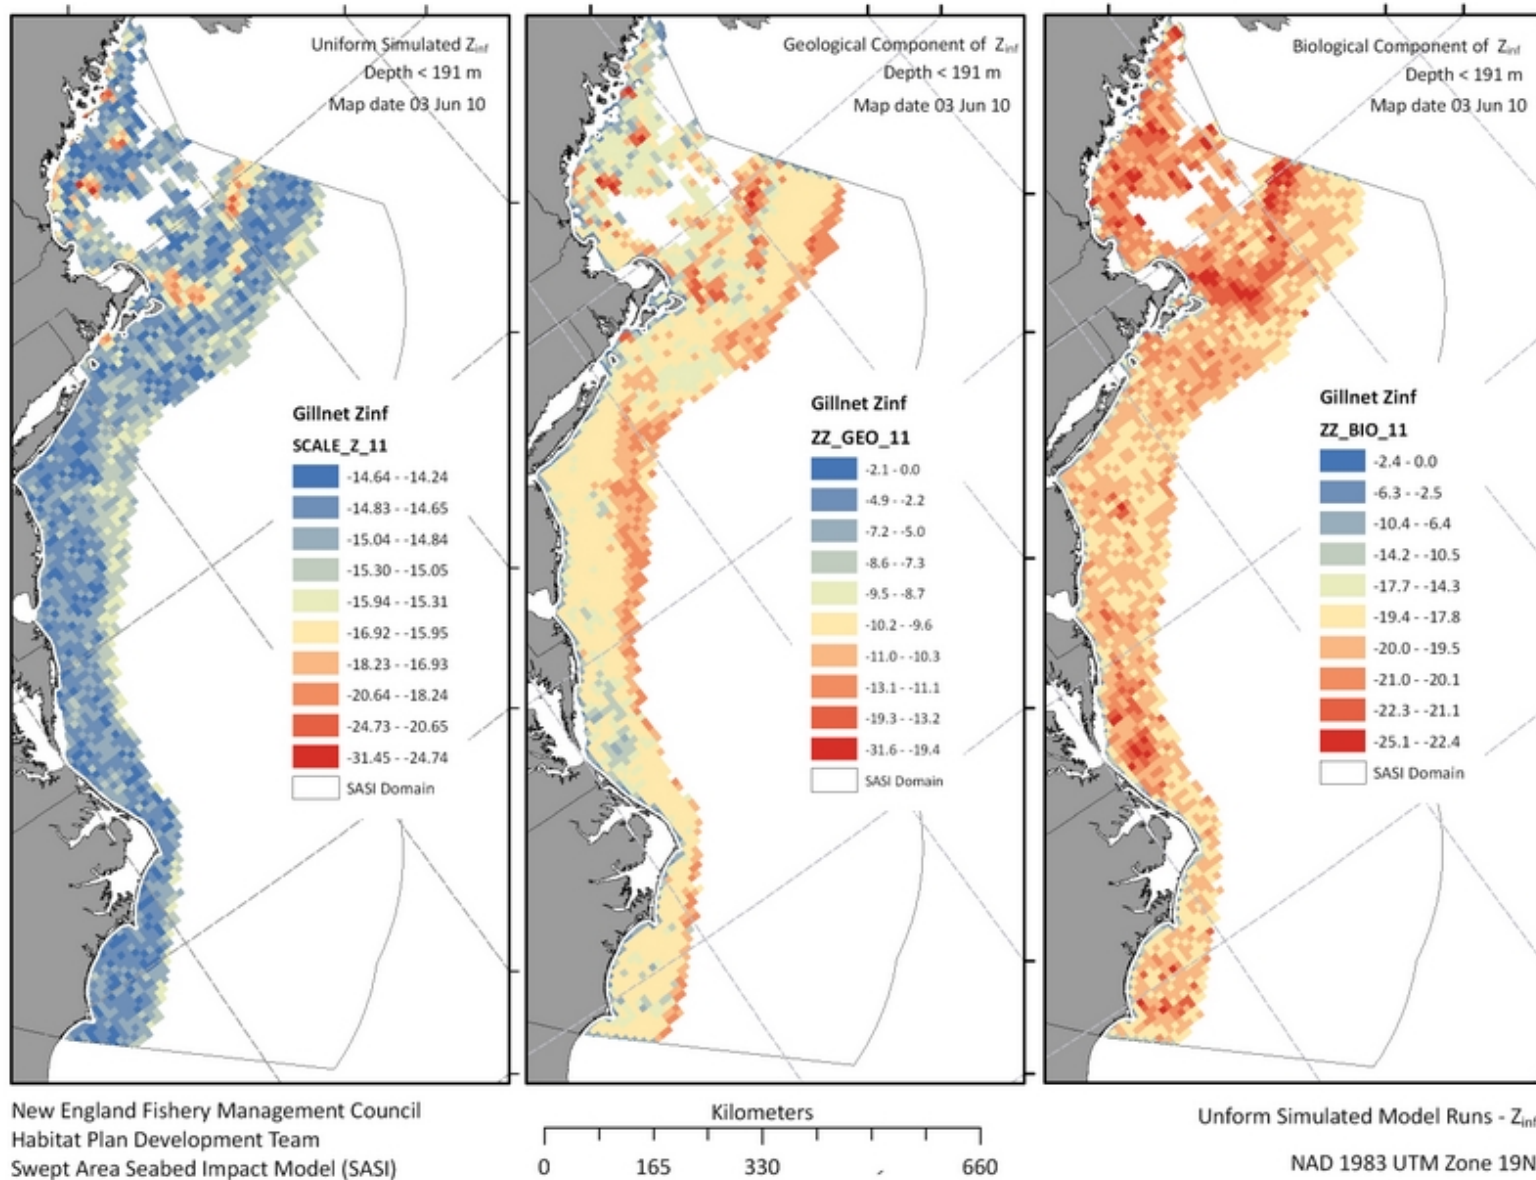 Uniform Simulated Zinf
Depth < 191 m
Map date 03 Jun 10
Gillnet Zinf
SCALE_Z_11
-14.64 - -14.24
-14.83 - -14.65
-15.04 - -14.84
-15.30 - -15.05
-15.94 - -15.31
-16.92 - -15.95
-18.23 - -16.93
-20.64 - -18.24
-24.73 - -20.65
-31.45 - -24.74
SASI Domain
Geological Component of Zinf
Depth < 191 m
Map date 03 Jun 10
Gillnet Zinf
ZZ_GEO_11
-2.1 - 0.0
-4.9 - -2.2
-7.2 - -5.0
-8.6 - -7.3
-9.5 - -8.7
-10.2 - -9.6
-11.0 - -10.3
-13.1 - -11.1
-19.3 - -13.2
-31.6 - -19.4
SASI Domain
Biological Component of Zinf
Depth < 191 m
Map date 03 Jun 10
Gillnet Zinf
ZZ_BIO_11
-2.4 - 0.0
-6.3 - -2.5
-10.4 - -6.4
-14.2 - -10.5
-17.7 - -14.3
-19.4 - -17.8
-20.0 - -19.5
-21.0 - -20.1
-22.3 - -21.1
-25.1 - -22.4
SASI Domain
New England Fishery Management Council
Habitat Plan Development Team
Swept Area Seabed Impact Model (SASI)
Kilometers
0 165 330 660
Unform Simulated Model Runs - Zinf
NAD 1983 UTM Zone 19N